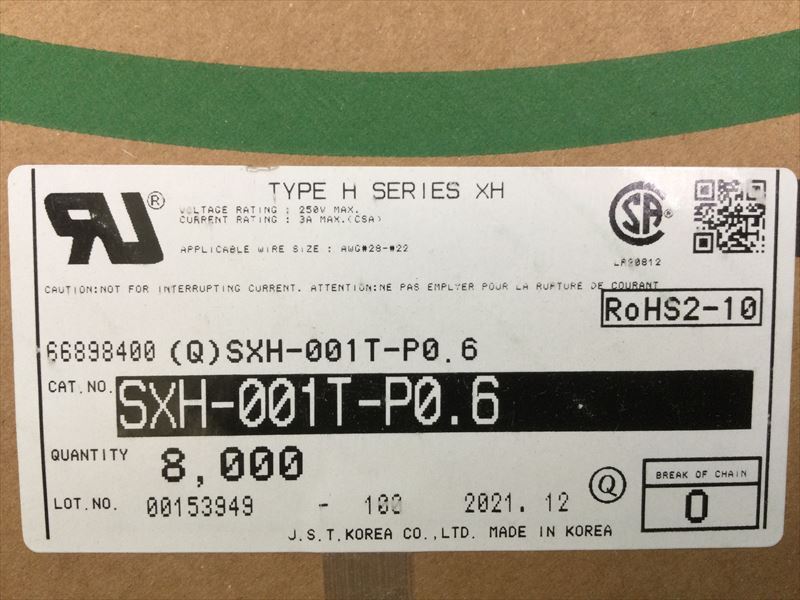 TYPE H SERIES XH
VOLTAGE RATING : 250V MAX.
CURRENT RATING : 3A MAX.(CSA)
APPLICABLE WIRE SIZE : AWG#28-#22
LR20812
CAUTION:NOT FOR INTERRUPTING CURRENT. ATTENTION:NE PAS EMPLYER POUR LA RUPTURE DE COURANT
RoHS2-10
66898400 (Q)SXH-001T-P0.6
CAT.NO. SXH-001T-P0.6
QUANTITY 8,000
LOT.NO. 00153949 - 2021.12
Q
BREAK OF CHAIN
0
J.S.T.KOREA CO.,LTD. MADE IN KOREA